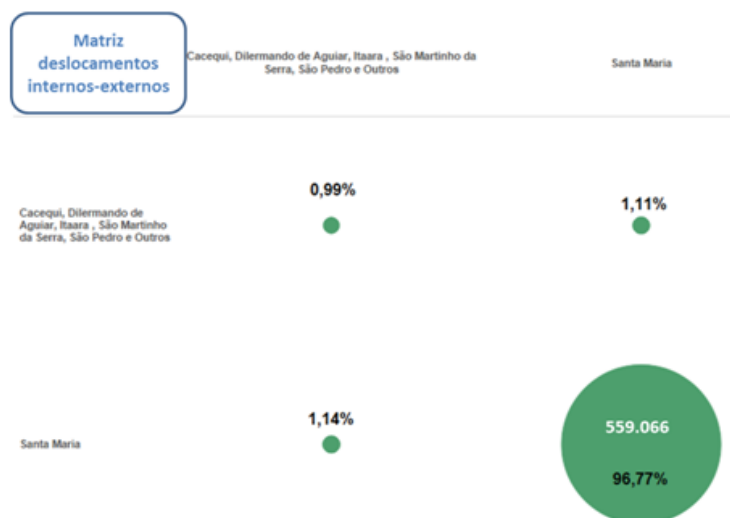 Matriz
deslocamentos
internos-externos
Cacequi, Dilermando de Aguiar, Itaara , São Martinho da
Serra, São Pedro e Outros
Santa Maria
0,99%
1,11%
Cacequi, Dilermando de
Aguiar, Itaara , São Martinho
da Serra, São Pedro e Outros
1,14%
559.066
Santa Maria
96,77%